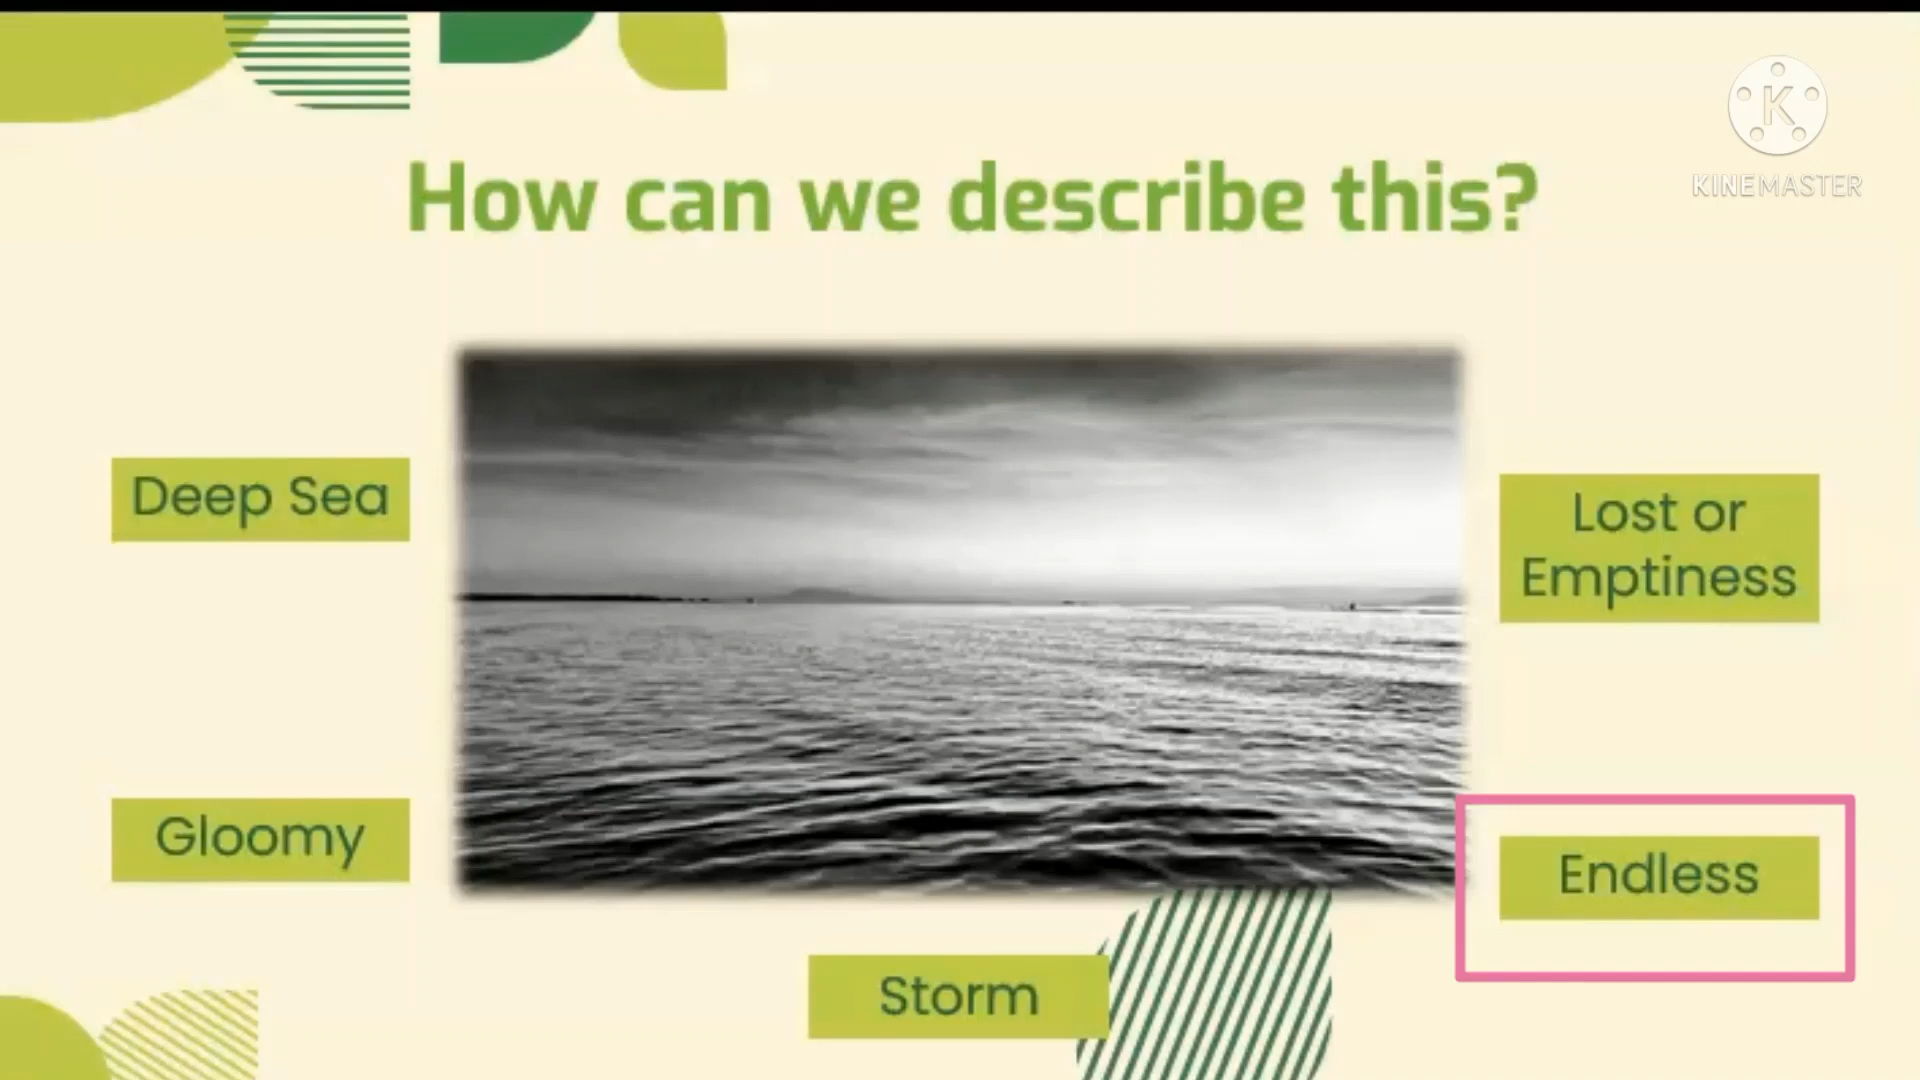 K
KINEMASTER
How can we describe this?
Deep Sea
Lost or
Emptiness
Gloomy
Endless
Storm